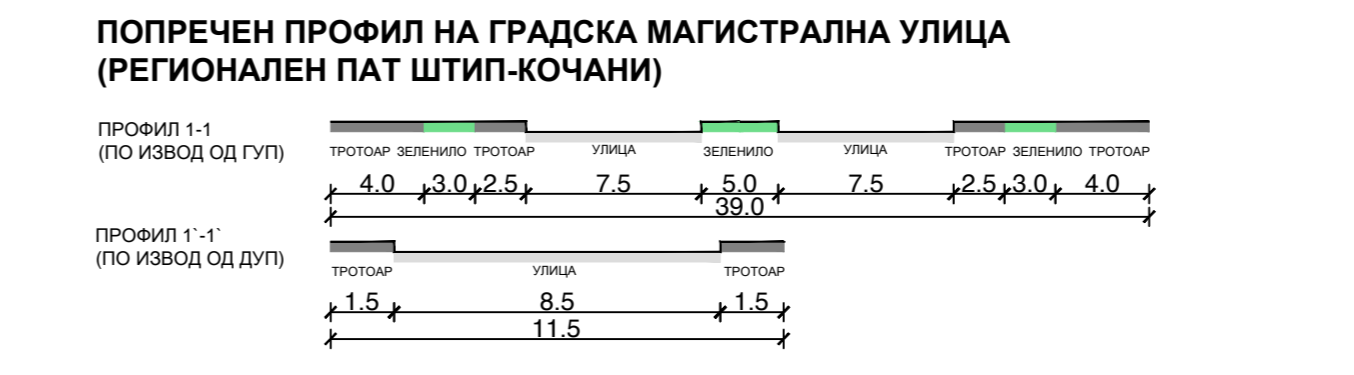 ПОПРЕЧЕН ПРОФИЛ НА ГРАДСКА МАГИСТРАЛНА УЛИЦА
(РЕГИОНАЛЕН ПАТ ШТИП-КОЧАНИ)
ПРОФИЛ 1-1
(ПО ИЗВОД ОД ГУП)
ТРОТОАР ЗЕЛЕНИЛО ТРОТОАР УЛИЦА ЗЕЛЕНИЛО УЛИЦА ТРОТОАР ЗЕЛЕНИЛО ТРОТОАР
4.0 3.0 2.5 7.5 5.0 7.5 2.5 3.0 4.0
39.0
ПРОФИЛ 1`-1`
(ПО ИЗВОД ОД ДУП)
ТРОТОАР УЛИЦА ТРОТОАР
1.5 8.5 1.5
11.5